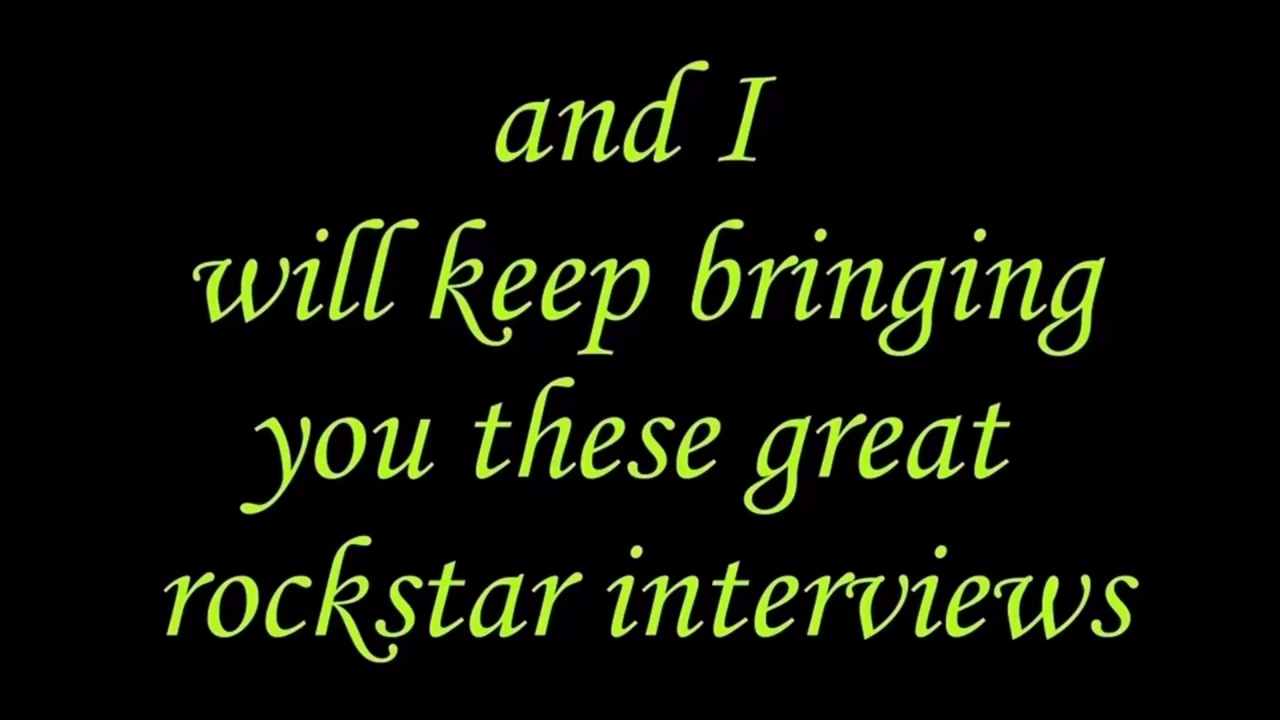 and I
will keep bringing
you these great
rockstar interviews